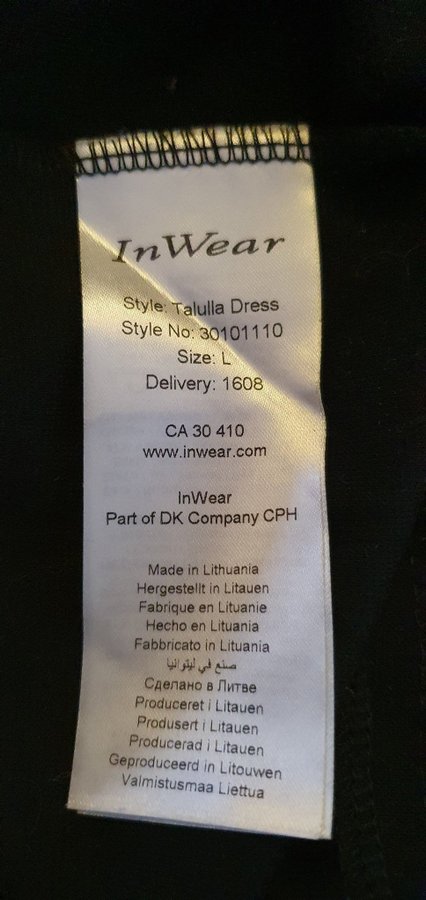 InWear
Style: Talulla Dress
Style No: 30101110
Size: L
Delivery: 1608
CA 30 410
www.inwear.com
InWear
Part of DK Company CPH
Made in Lithuania
Hergestellt in Litauen
Fabrique en Lituanie
Hecho en Lituania
Fabbricato in Lituania
صنع في ليتوانيا
Сделано в Литве
Produceret i Litauen
Produsert i Litauen
Producerad i Litauen
Geproduceerd in Litouwen
Valmistusmaa Liettua